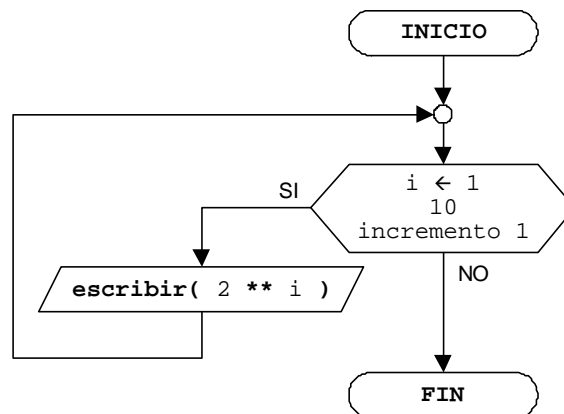 INICIO
i ← 1
10
incremento 1
SI
escribir( 2 ** i )
NO
FIN